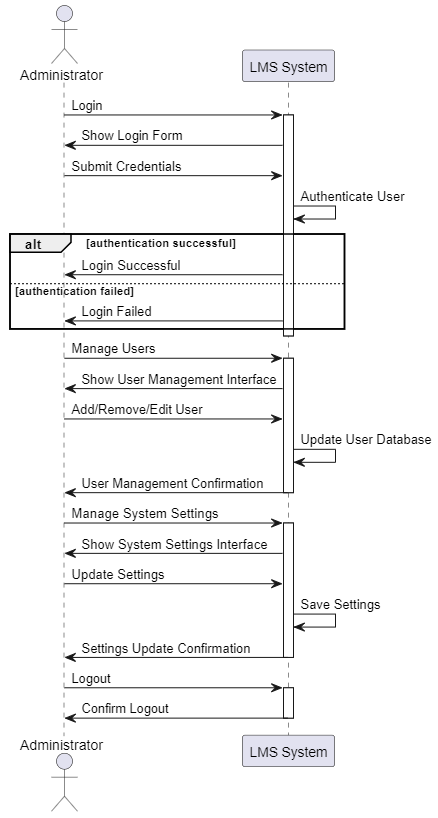 Administrator
LMS System
Login
Show Login Form
Submit Credentials
Authenticate User
alt
[authentication successful]
Login Successful
[authentication failed]
Login Failed
Manage Users
Show User Management Interface
Add/Remove/Edit User
Update User Database
User Management Confirmation
Manage System Settings
Show System Settings Interface
Update Settings
Save Settings
Settings Update Confirmation
Logout
Confirm Logout
Administrator
LMS System